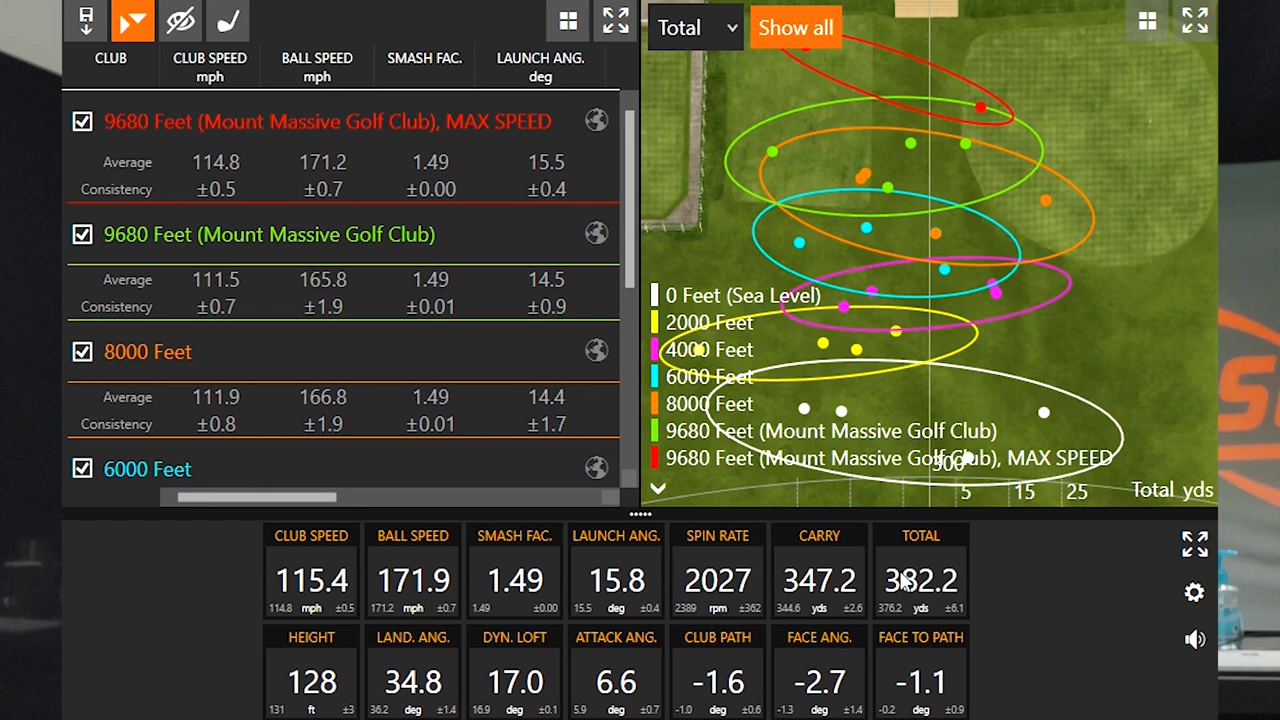 CLUB CLUB SPEED BALL SPEED SMASH FAC. LAUNCH ANG.
mph mph deg
9680 Feet (Mount Massive Golf Club), MAX SPEED
Average 114.8 171.2 1.49 15.5
Consistency ±0.5 ±0.7 ±0.00 ±0.4
9680 Feet (Mount Massive Golf Club)
Average 111.5 165.8 1.49 14.5
Consistency ±0.7 ±1.9 ±0.01 ±0.9
8000 Feet
Average 111.9 166.8 1.49 14.4
Consistency ±0.8 ±1.9 ±0.01 ±1.7
6000 Feet
Total Show all
0 Feet (Sea Level)
2000 Feet
4000 Feet
6000 Feet
8000 Feet
9680 Feet (Mount Massive Golf Club)
9680 Feet (Mount Massive Golf Club), MAX SPEED
300
5 15 25 Total yds
CLUB SPEED BALL SPEED SMASH FAC. LAUNCH ANG. SPIN RATE CARRY TOTAL
115.4 171.9 1.49 15.8 2027 347.2 382.2
114.8 mph ±0.5 171.2 mph ±0.7 1.49 ±0.00 15.5 deg ±0.4 2389 rpm ±362 344.6 yds ±2.6 376.2 yds ±6.1
HEIGHT LAND. ANG. DYN. LOFT ATTACK ANG. CLUB PATH FACE ANG. FACE TO PATH
128 34.8 17.0 6.6 -1.6 -2.7 -1.1
131 ft ±3 36.2 deg ±1.4 16.9 deg ±0.1 5.9 deg ±0.7 -1.0 deg ±0.6 -1.3 deg ±1.4 -0.2 deg ±0.9